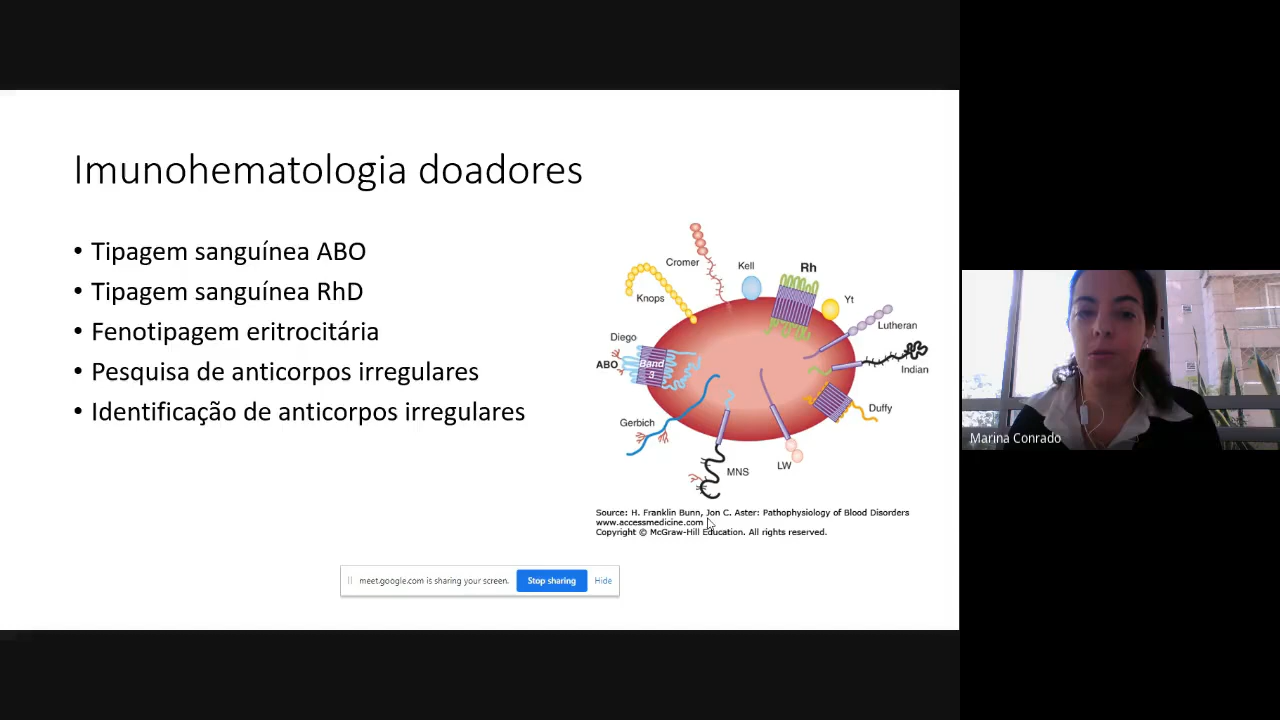 Imunohematologia doadores
• Tipagem sanguínea ABO
• Tipagem sanguínea RhD
• Fenotipagem eritrocitária
• Pesquisa de anticorpos irregulares
• Identificação de anticorpos irregulares
Cromer
Kell
Rh
Knops
Yt
Lutheran
Diego
ABO
Band
3
Indian
Duffy
Gerbich
MNS
LW
Source: H. Franklin Bunn, Jon C. Aster: Pathophysiology of Blood Disorders
www.accessmedicine.com
Copyright © McGraw-Hill Education. All rights reserved.
meet.google.com is sharing your screen.
Stop sharing
Hide
Marina Conrado